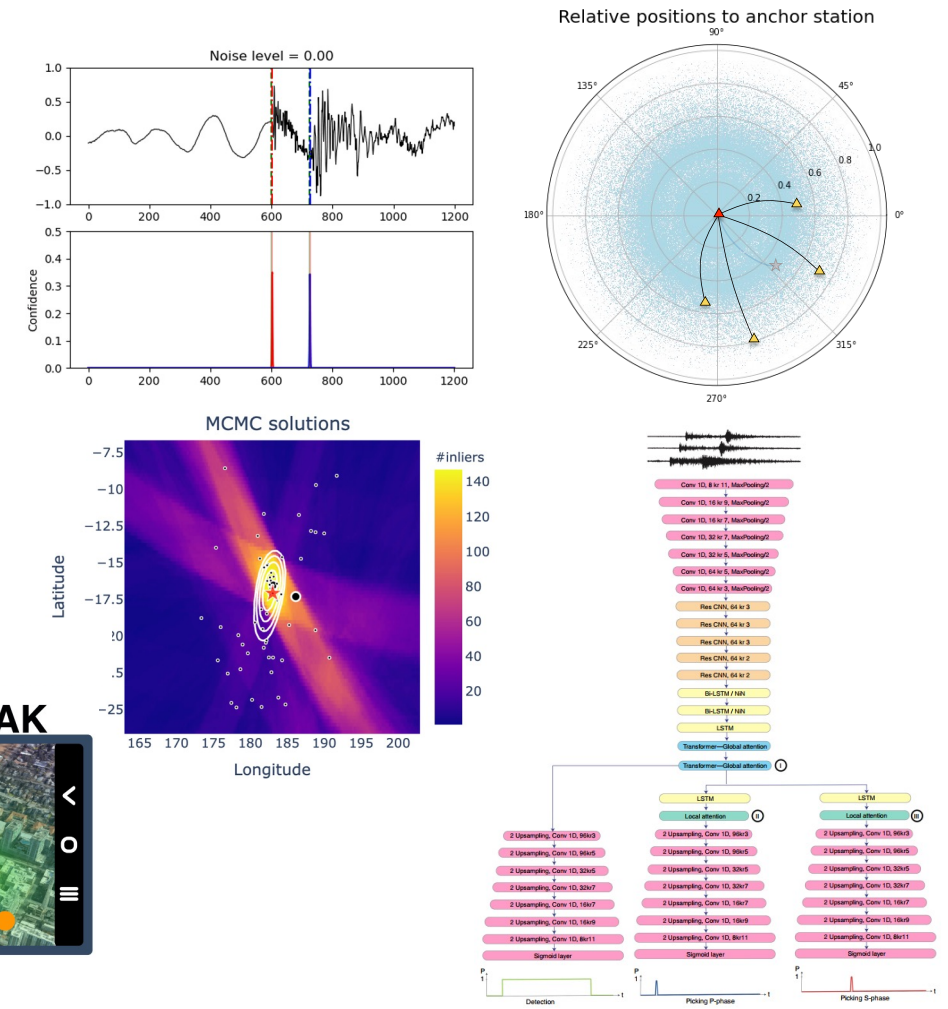 Relative positions to anchor station
Noise level = 0.00
1.0
0.5
0.0
−0.5
−1.0
0 200 400 600 800 1000 1200
0.5
0.4
0.3
0.2
0.1
0.0
Confidence
0 200 400 600 800 1000 1200
90°
135° 45°
1.0
0.8
0.6
0.4
0.2
180° 0°
225° 315°
270°
MCMC solutions
#inliers
−7.5
−10
−12.5
−15
−17.5
20
.5
−25
Latitude
140
120
100
80
60
40
20
165 170 175 180 185 190 195 200
Longitude
AK
Conv 1D, 8 kr 11, MaxPooling/2
Conv 1D, 16 kr 9, MaxPooling/2
Conv 1D, 16 kr 7, MaxPooling/2
Conv 1D, 32 kr 7, MaxPooling/2
Conv 1D, 32 kr 5, MaxPooling/2
Conv 1D, 64 kr 5, MaxPooling/2
Conv 1D, 64 kr 3, MaxPooling/2
Res CNN, 64 kr 3
Res CNN, 64 kr 3
Res CNN, 64 kr 3
Res CNN, 64 kr 2
Res CNN, 64 kr 2
Bi-LSTM / NiN
Bi-LSTM / NiN
LSTM
Transformer—Global attention
Transformer—Global attention I
LSTM LSTM
Local attention II Local attention III
2 Upsampling, Conv 1D, 96kr3 2 Upsampling, Conv 1D, 96kr3 2 Upsampling, Conv 1D, 96kr3
2 Upsampling, Conv 1D, 96kr5 2 Upsampling, Conv 1D, 96kr5 2 Upsampling, Conv 1D, 96kr5
2 Upsampling, Conv 1D, 32kr5 2 Upsampling, Conv 1D, 32kr5 2 Upsampling, Conv 1D, 32kr5
2 Upsampling, Conv 1D, 32kr7 2 Upsampling, Conv 1D, 32kr7 2 Upsampling, Conv 1D, 32kr7
2 Upsampling, Conv 1D, 16kr7 2 Upsampling, Conv 1D, 16kr7 2 Upsampling, Conv 1D, 16kr7
2 Upsampling, Conv 1D, 16kr9 2 Upsampling, Conv 1D, 16kr9 2 Upsampling, Conv 1D, 16kr9
2 Upsampling, Conv 1D, 8kr11 2 Upsampling, Conv 1D, 8kr11 2 Upsampling, Conv 1D, 8kr11
Sigmoid layer Sigmoid layer Sigmoid layer
P P P
1 1 1
t t t
Detection Picking P-phase Picking S-phase